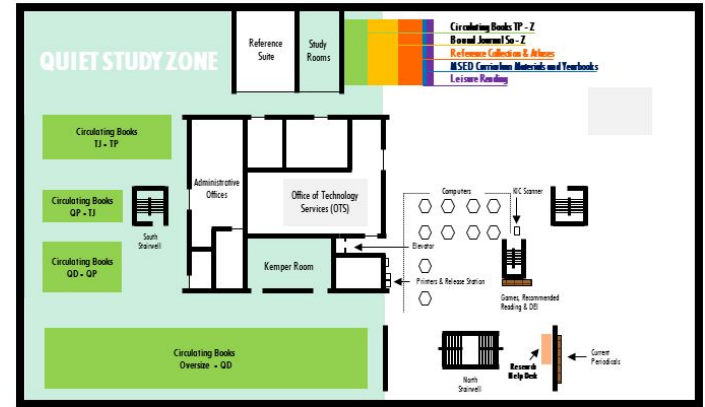 QUIET STUDY ZONE
Reference
Suite
Study
Rooms
Circulating Books TP - Z
Bound Journal So - Z
Reference Collection & Atlases
MSED Curriculum Materials and Yearbooks
Leisure Reading
Circulating Books
TJ - TP
Circulating Books
QP - TJ
South
Stairwell
Circulating Books
QD - QP
Administrative
Offices
Office of Technology
Services (OTS)
Kemper Room
Computers
KIC Scanner
Elevator
Printers & Release Station
Games, Recommended
Reading & DEI
Circulating Books
Oversize - QD
North
Stairwell
Research
Help Desk
Current
Periodicals